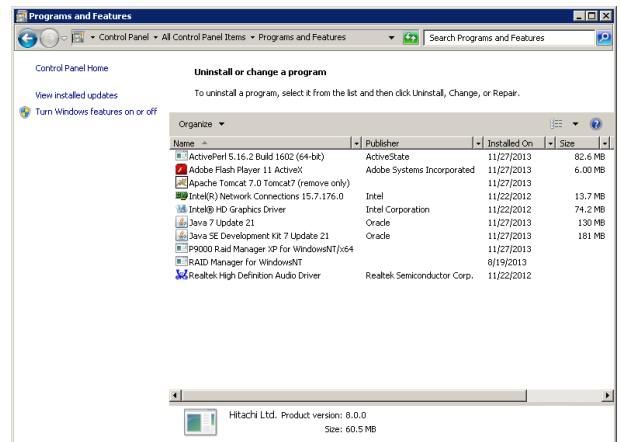 Programs and Features
Control Panel All Control Panel Items Programs and Features Search Programs and Features
Control Panel Home
View installed updates
Turn Windows features on or off
Uninstall or change a program
To uninstall a program, select it from the list and then click Uninstall, Change, or Repair.
Organize
Name Publisher Installed On Size
ActivePerl 5.16.2 Build 1602 (64-bit) ActiveState 11/27/2013 82.6 MB
Adobe Flash Player 11 ActiveX Adobe Systems Incorporated 11/27/2013 6.00 MB
Apache Tomcat 7.0 Tomcat7 (remove only) 11/27/2013
Intel(R) Network Connections 15.7.176.0 Intel 11/22/2012 13.7 MB
Intel® HD Graphics Driver Intel Corporation 11/22/2012 74.2 MB
Java 7 Update 21 Oracle 11/27/2013 130 MB
Java SE Development Kit 7 Update 21 Oracle 11/27/2013 181 MB
P9000 Raid Manager XP for WindowsNT/x64 11/27/2013
RAID Manager for WindowsNT 8/19/2013
Realtek High Definition Audio Driver Realtek Semiconductor Corp. 11/22/2012
Hitachi Ltd. Product version: 8.0.0
Size: 60.5 MB